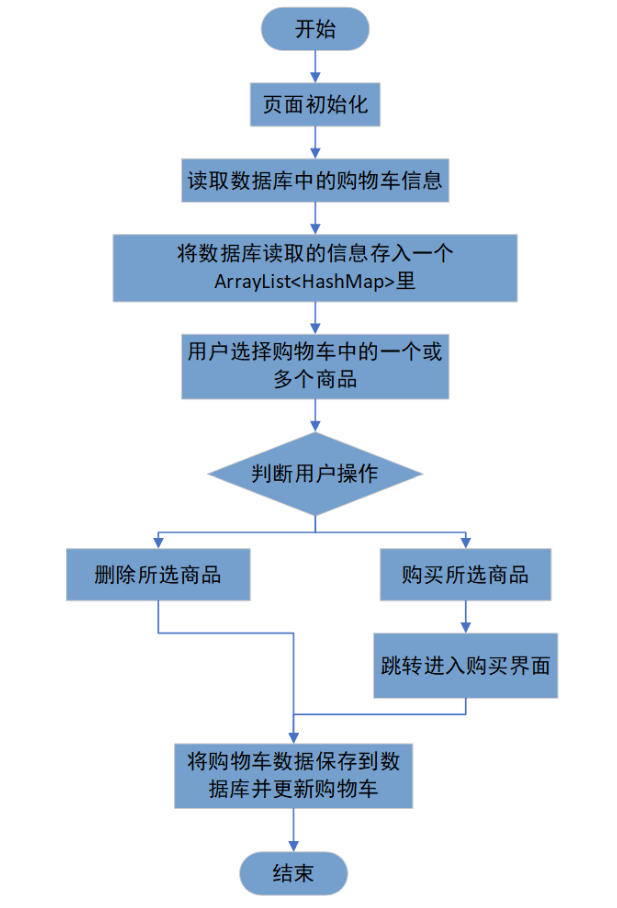 开始
页面初始化
读取数据库中的购物车信息
将数据库读取的信息存入一个
ArrayList<HashMap>里
用户选择购物车中的一个或
多个商品
判断用户操作
删除所选商品
购买所选商品
跳转进入购买界面
将购物车数据保存到数
据库并更新购物车
结束